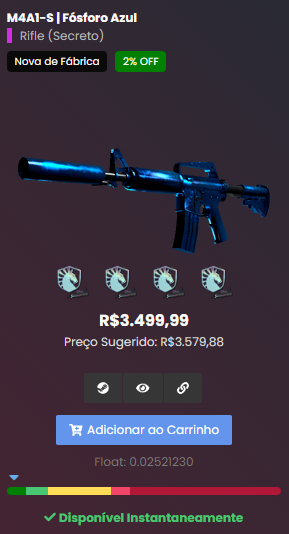 M4A1-S | Fósforo Azul
Rifle (Secreto)
Nova de Fábrica
2% OFF
R$3.499,99
Preço Sugerido: R$3.579,88
Adicionar ao Carrinho
Float: 0.02521230
Disponível Instantaneamente